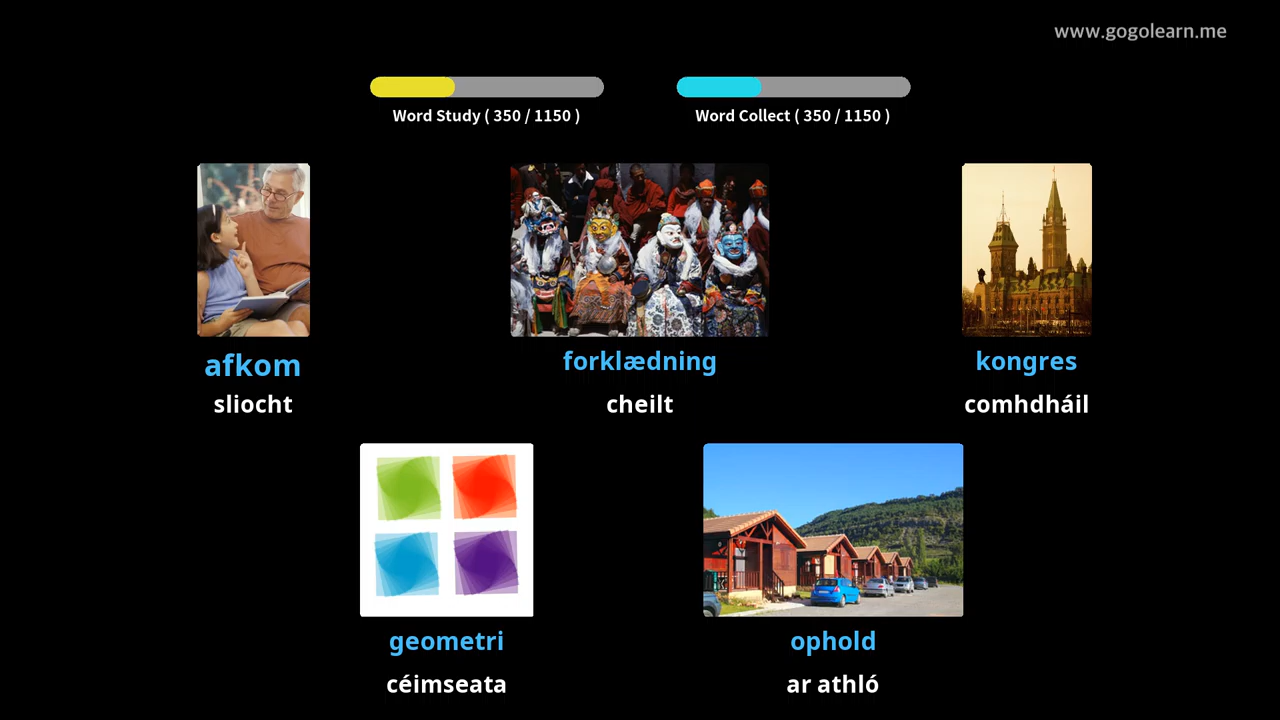 www.gogolearn.me
Word Study ( 350 / 1150 )
Word Collect ( 350 / 1150 )
afkom
sliocht
forklædning
cheilt
kongres
comhdháil
geometri
céimseata
ophold
ar athló